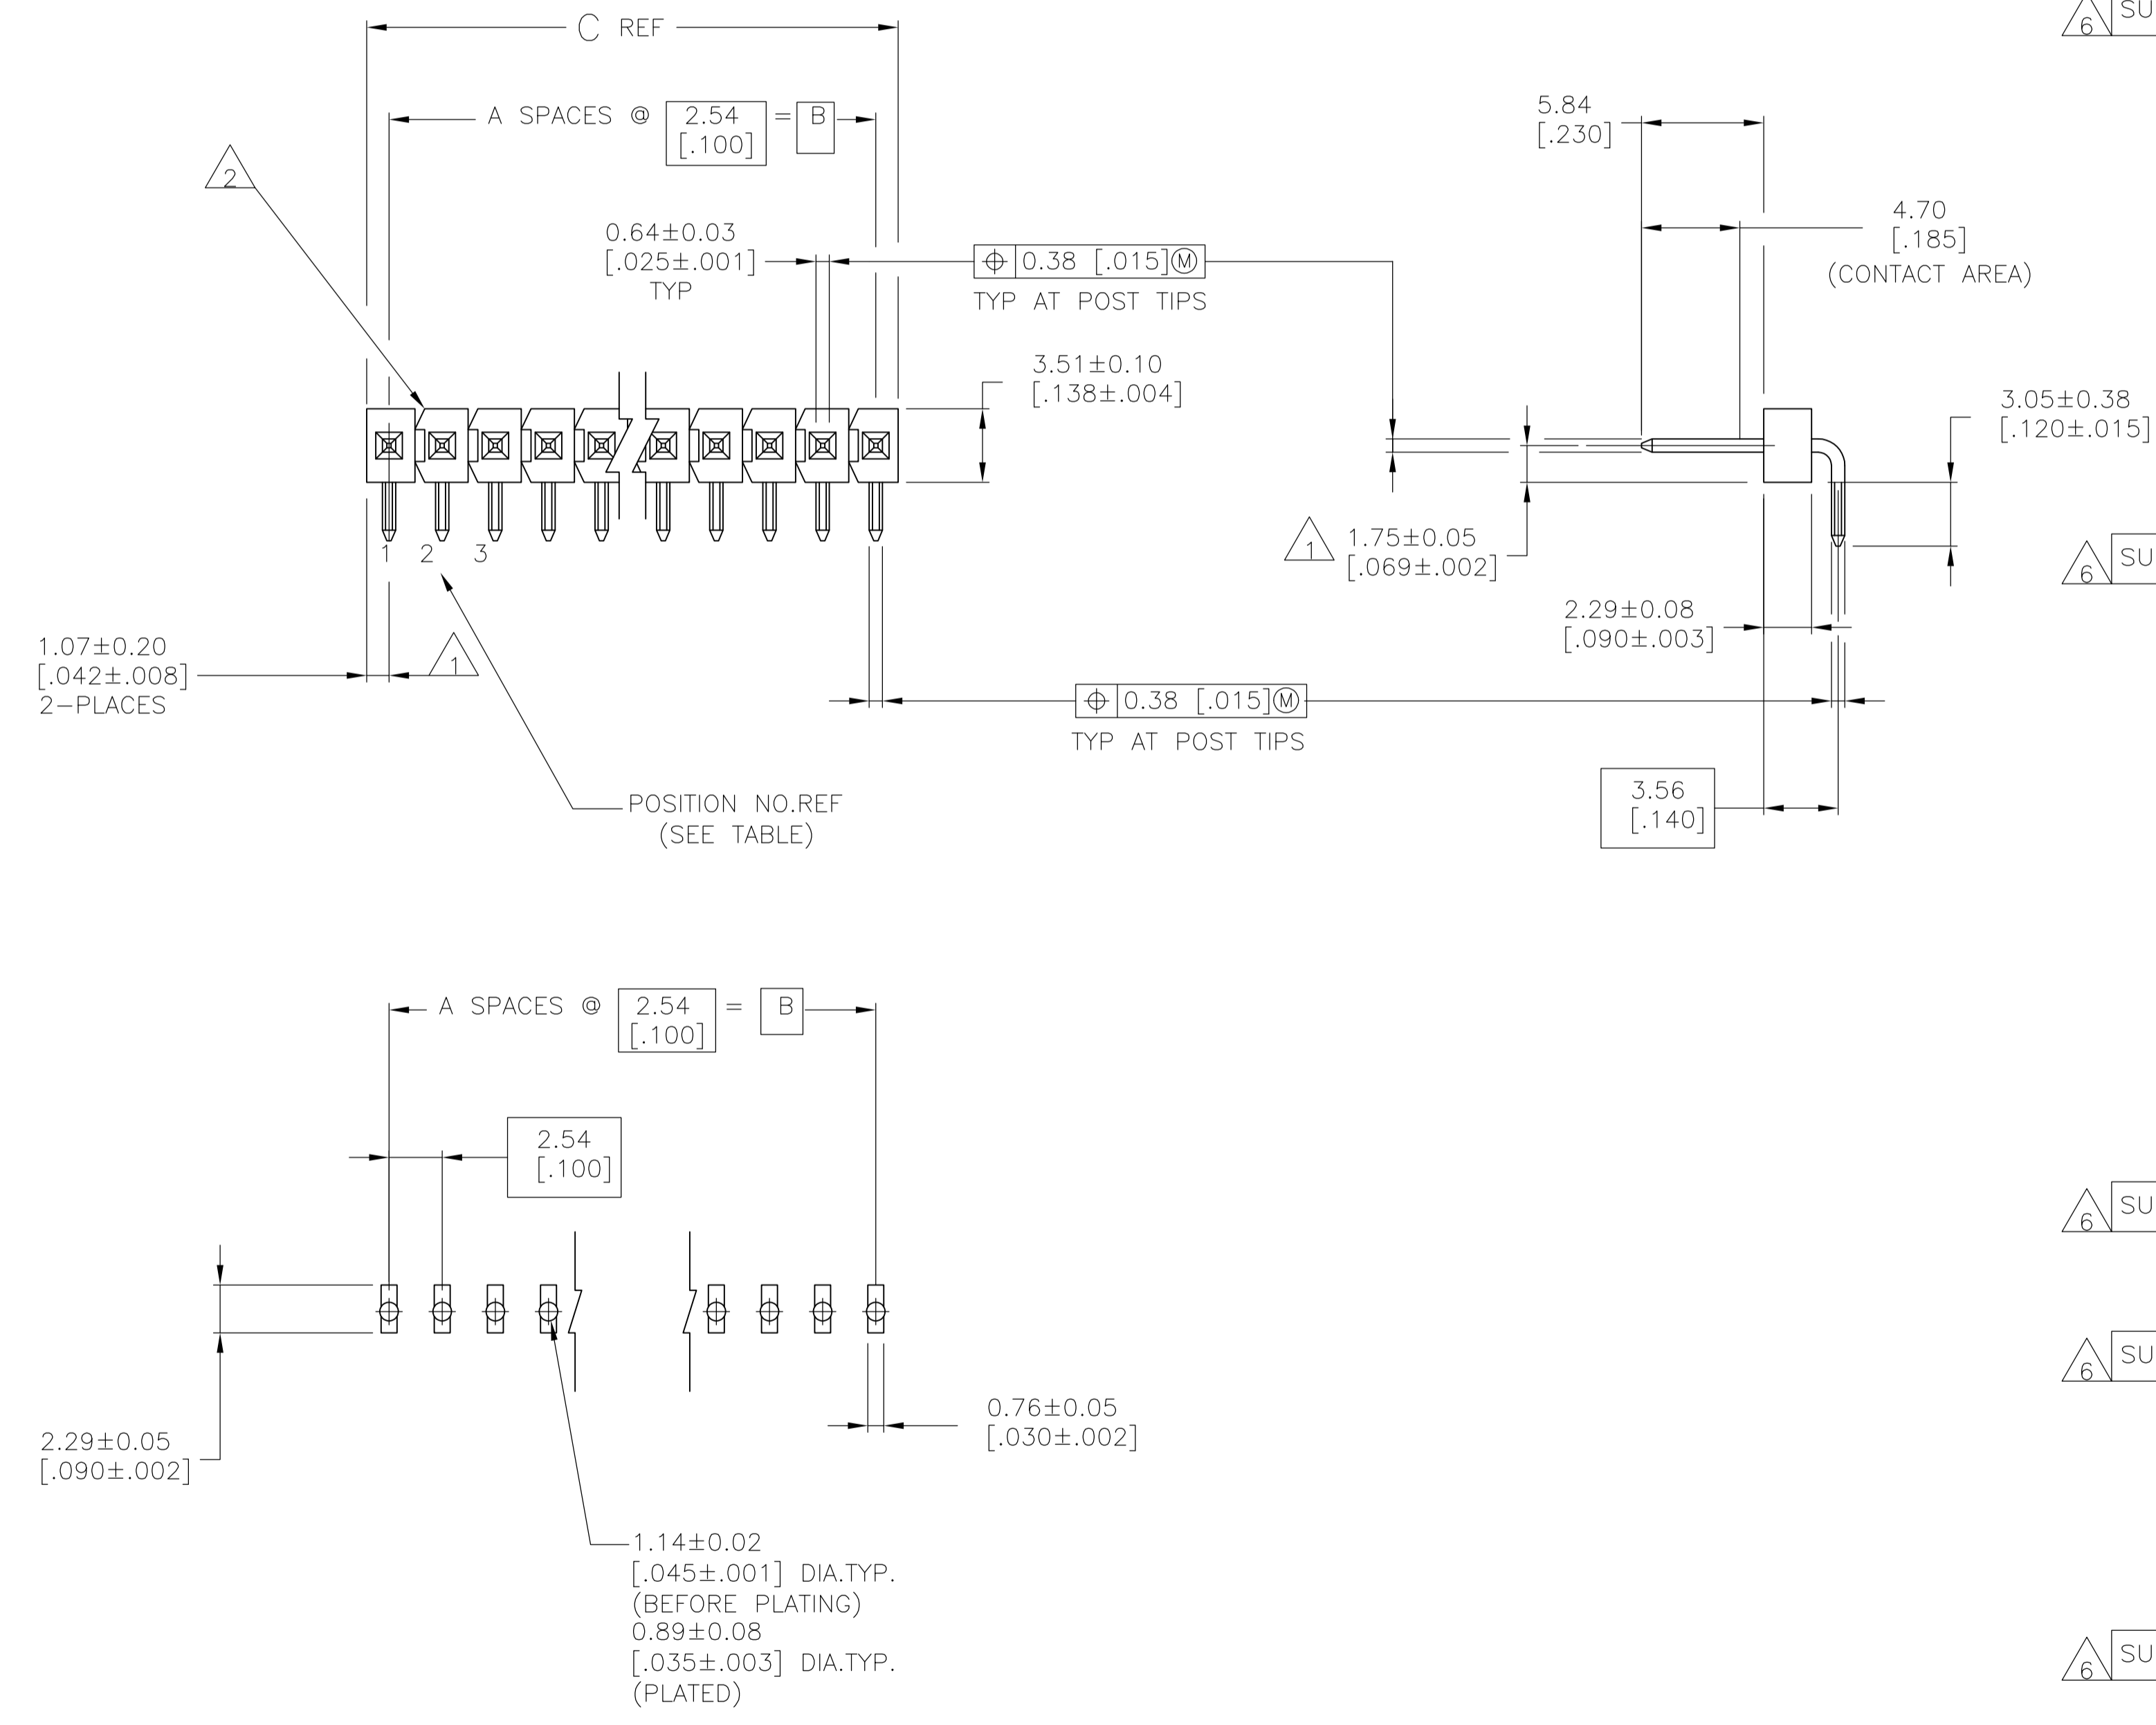 C REF
6 SU
A SPACES @ 2.54 = B
[.100]
5.84
[.230]
2
4.70
[.185]
(CONTACT AREA)
0.64±0.03
[.025±.001]
TYP
0.38 [.015] Ⓜ
TYP AT POST TIPS
3.51±0.10
[.138±.004]
3.05±0.38
[.120±.015]
1 2 3
1
1.75±0.05
[.069±.002]
6 SU
2.29±0.08
[.090±.003]
1.07±0.20
[.042±.008]
2-PLACES
1
0.38 [.015] Ⓜ
TYP AT POST TIPS
3.56
[.140]
POSITION NO.REF
(SEE TABLE)
A SPACES @ 2.54 = B
[.100]
2.54
[.100]
6 SU
6 SU
2.29±0.05
[.090±.002]
0.76±0.05
[.030±.002]
1.14±0.02
[.045±.001] DIA.TYP.
(BEFORE PLATING)
0.89±0.08
[.035±.003] DIA.TYP.
(PLATED)
6 SU